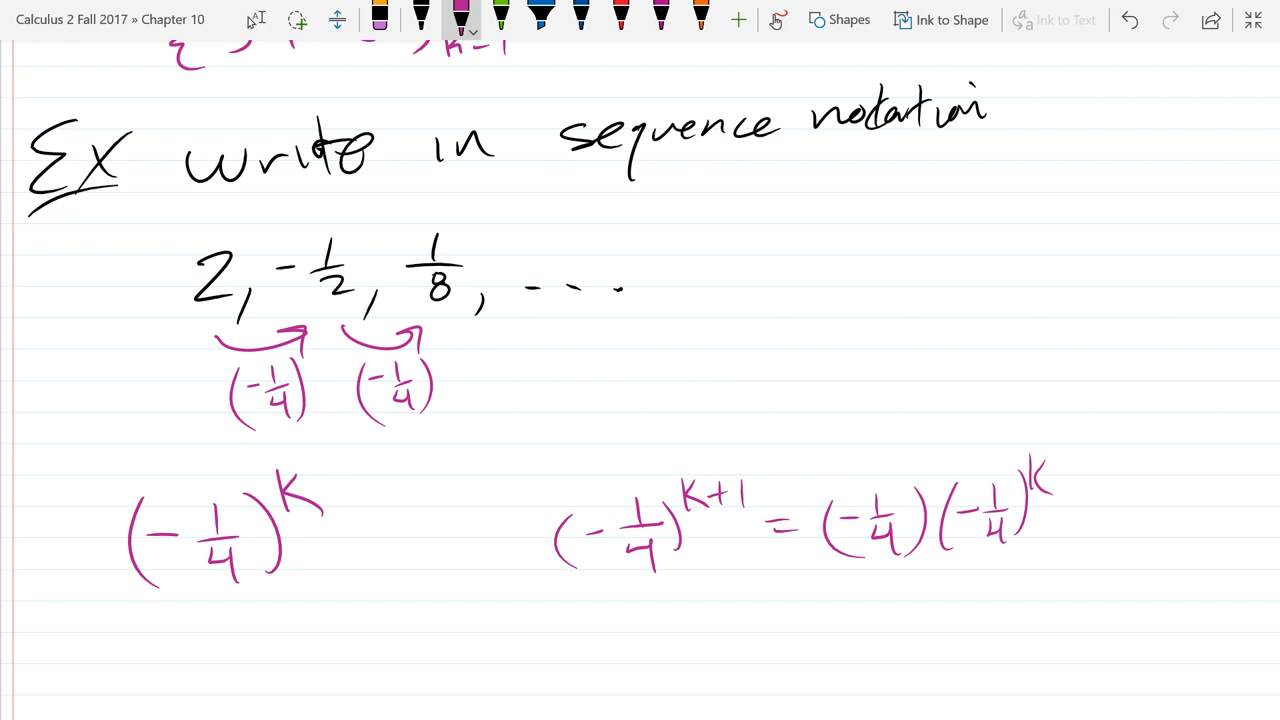 Calculus 2 Fall 2017 » Chapter 10
Shapes
Ink to Shape
Ink to Text
{ ) k=1
Ex write in sequence notation
2, -1/2, 1/8, ....
(-1/4) (-1/4)
(-1/4)^k
(-1/4)^{k+1} = (-1/4)(-1/4)^k